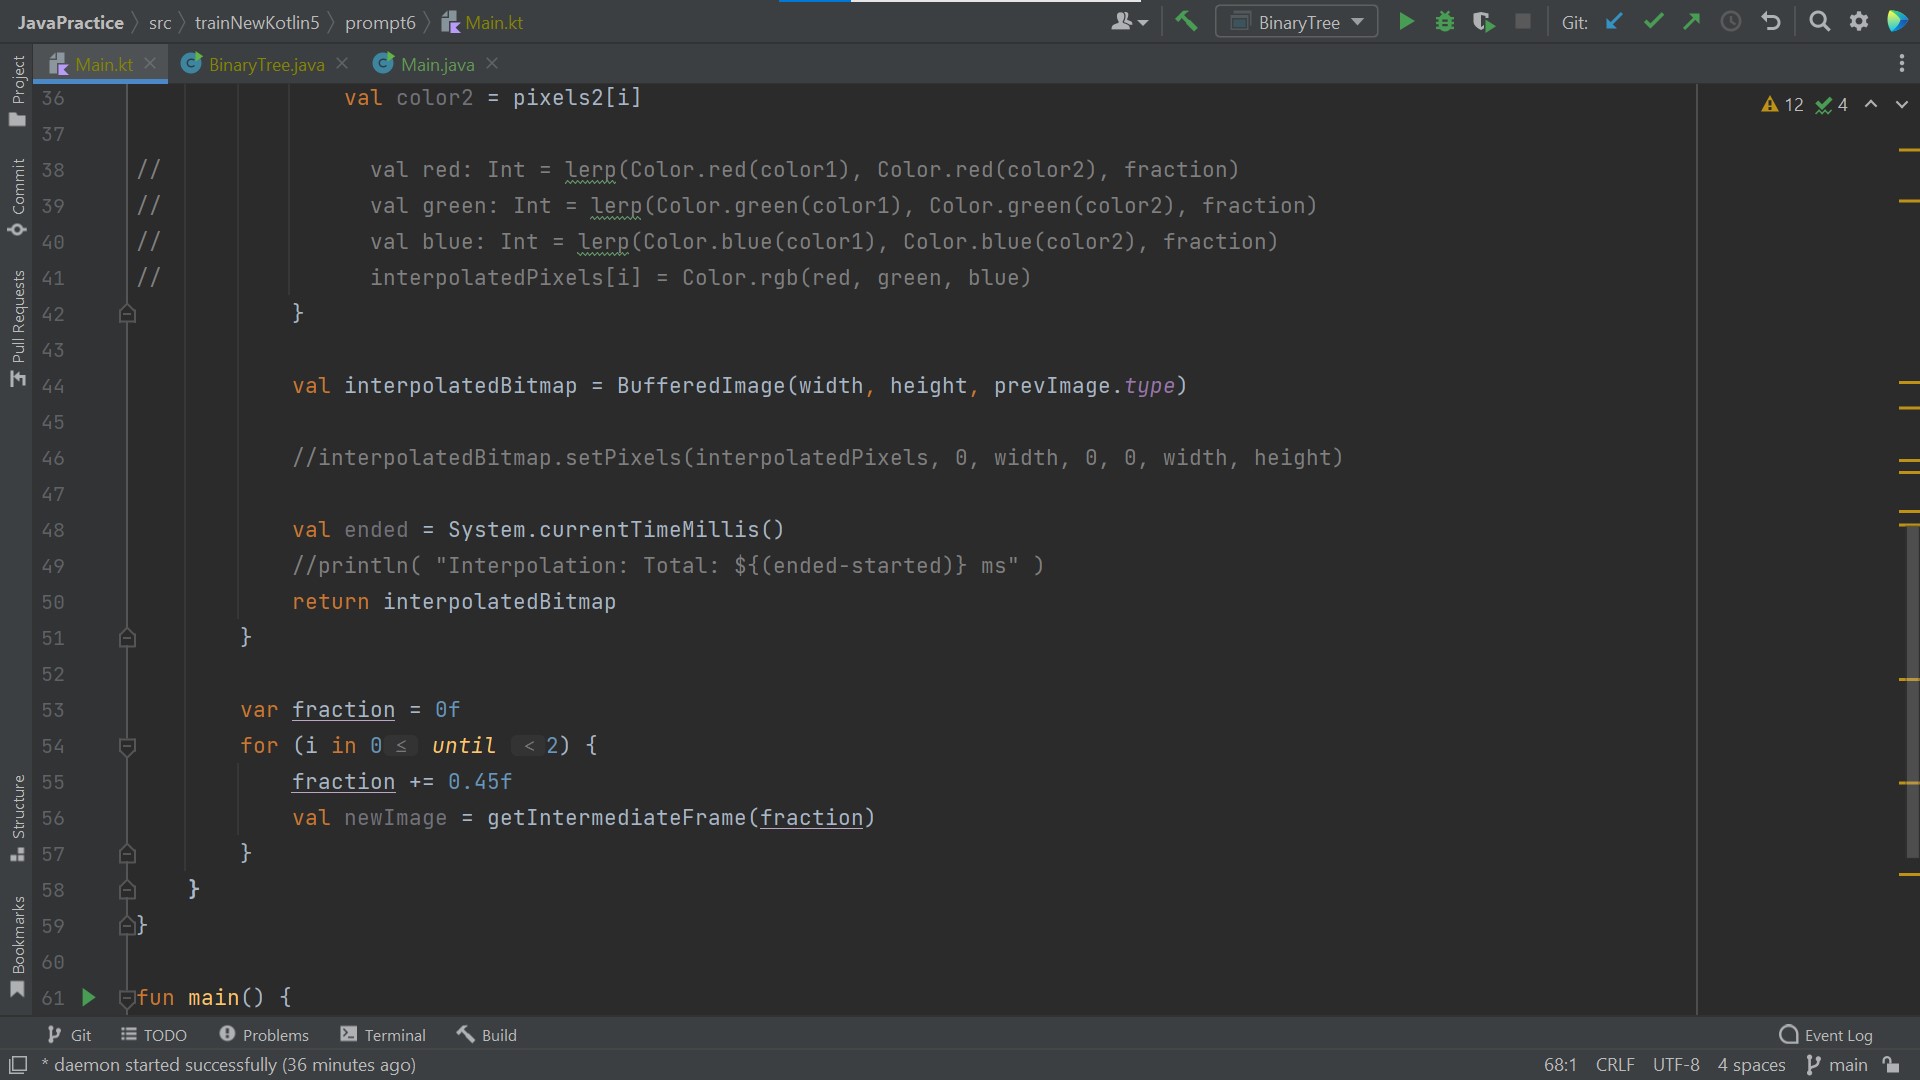 JavaPractice src trainNewKotlin5 prompt6 Main.kt BinaryTree Git:
Main.kt BinaryTree.java Main.java
Project
Commit
Pull Requests
Structure
Bookmarks
12 4
36 val color2 = pixels2[i]
37
38 // val red: Int = lerp(Color.red(color1), Color.red(color2), fraction)
39 // val green: Int = lerp(Color.green(color1), Color.green(color2), fraction)
40 // val blue: Int = lerp(Color.blue(color1), Color.blue(color2), fraction)
41 // interpolatedPixels[i] = Color.rgb(red, green, blue)
42 }
43
44 val interpolatedBitmap = BufferedImage(width, height, prevImage.type)
45
46 //interpolatedBitmap.setPixels(interpolatedPixels, 0, width, 0, 0, width, height)
47
48 val ended = System.currentTimeMillis()
49 //println( "Interpolation: Total: ${(ended-started)} ms" )
50 return interpolatedBitmap
51 }
52
53 var fraction = 0f
54 for (i in 0 ≤ until < 2) {
55 fraction += 0.45f
56 val newImage = getIntermediateFrame(fraction)
57 }
58 }
59 }
60
61 fun main() {
Git TODO Problems Terminal Build Event Log
* daemon started successfully (36 minutes ago) 68:1 CRLF UTF-8 4 spaces main